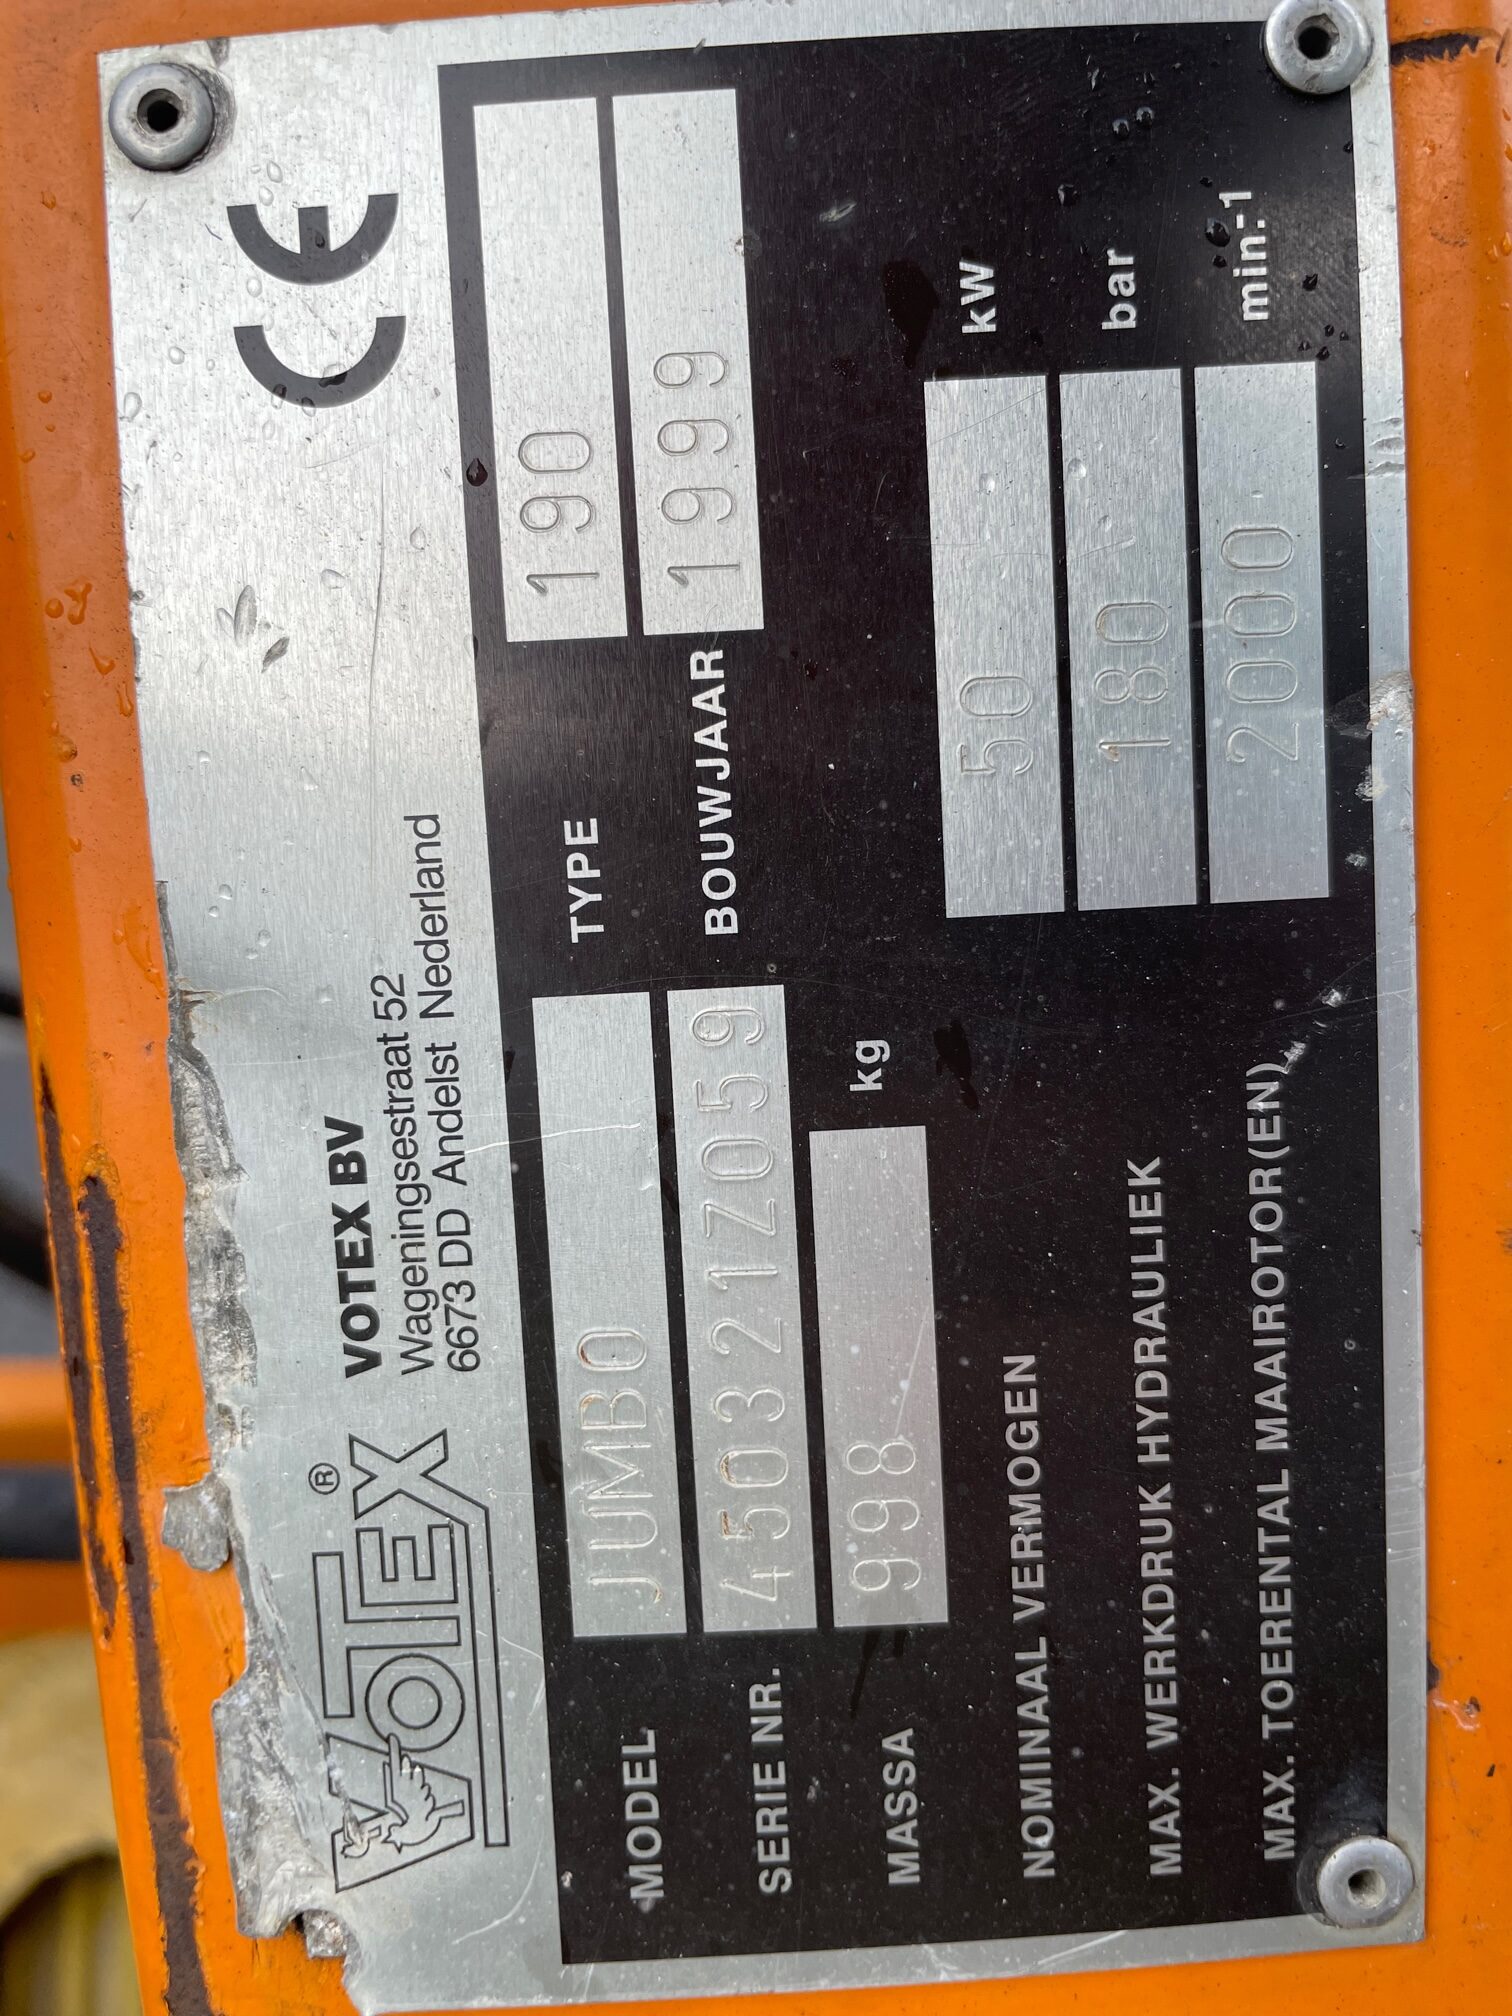 VOTEX®
VOTEX BV
Wageningsestraat 52
6673 DD Andelst Nederland
CE
MODEL JUMBO TYPE 190
SERIE NR. 450321Z059 BOUWJAAR 1999
MASSA 998 kg
NOMINAAL VERMOGEN 50 kW
MAX. WERKDRUK HYDRAULIEK 180 bar
MAX. TOERENTAL MAAIROTOR(EN) 2000 min.-1